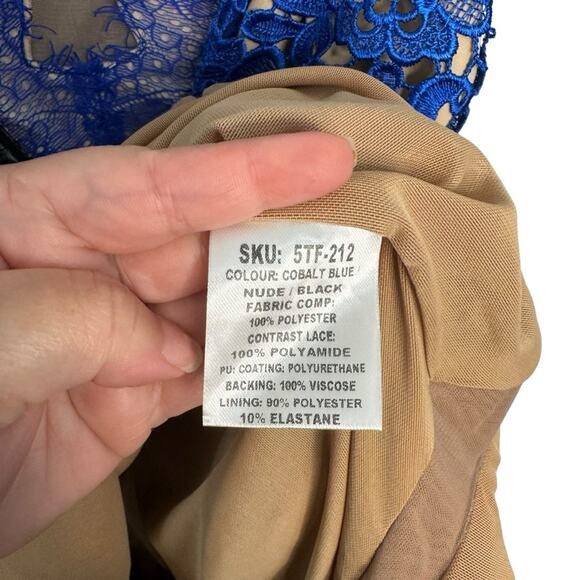 SKU: 5TF-212
COLOUR: COBALT BLUE/
NUDE / BLACK
FABRIC COMP:
100% POLYESTER
CONTRAST LACE:
100% POLYAMIDE
PU: COATING: POLYURETHANE
BACKING: 100% VISCOSE
LINING: 90% POLYESTER
10% ELASTANE